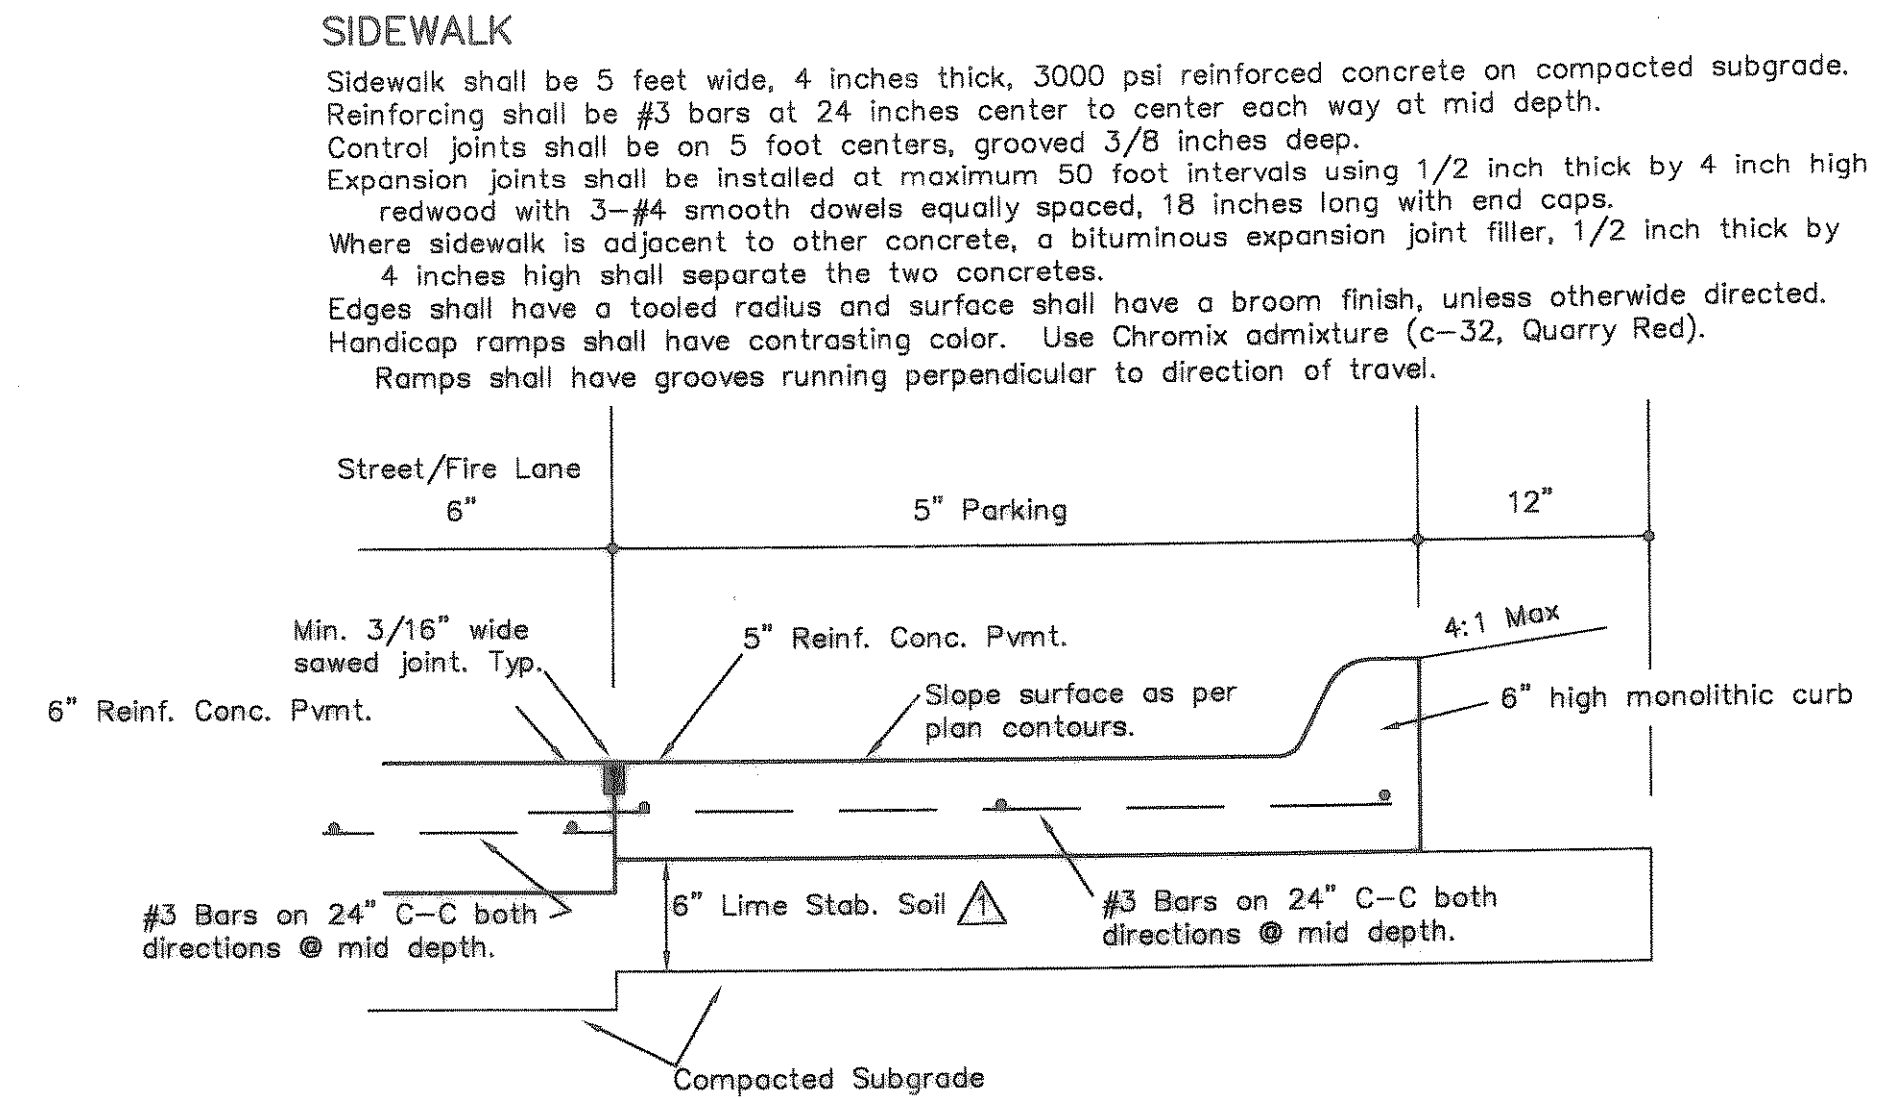 SIDEWALK
Sidewalk shall be 5 feet wide, 4 inches thick, 3000 psi reinforced concrete on compacted subgrade.
Reinforcing shall be #3 bars at 24 inches center to center each way at mid depth.
Control joints shall be on 5 foot centers, grooved 3/8 inches deep.
Expansion joints shall be installed at maximum 50 foot intervals using 1/2 inch thick by 4 inch high
redwood with 3-#4 smooth dowels equally spaced, 18 inches long with end caps.
Where sidewalk is adjacent to other concrete, a bituminous expansion joint filler, 1/2 inch thick by
4 inches high shall separate the two concretes.
Edges shall have a tooled radius and surface shall have a broom finish, unless otherwide directed.
Handicap ramps shall have contrasting color. Use Chromix admixture (c-32, Quarry Red).
Ramps shall have grooves running perpendicular to direction of travel.
Street/Fire Lane
6"
5" Parking
12"
Min. 3/16" wide
sawed joint. Typ.
5" Reinf. Conc. Pvmt.
4:1 Max
6" Reinf. Conc. Pvmt.
Slope surface as per
plan contours.
6" high monolithic curb
#3 Bars on 24" C-C both
directions @ mid depth.
6" Lime Stab. Soil
1
#3 Bars on 24" C-C both
directions @ mid depth.
Compacted Subgrade